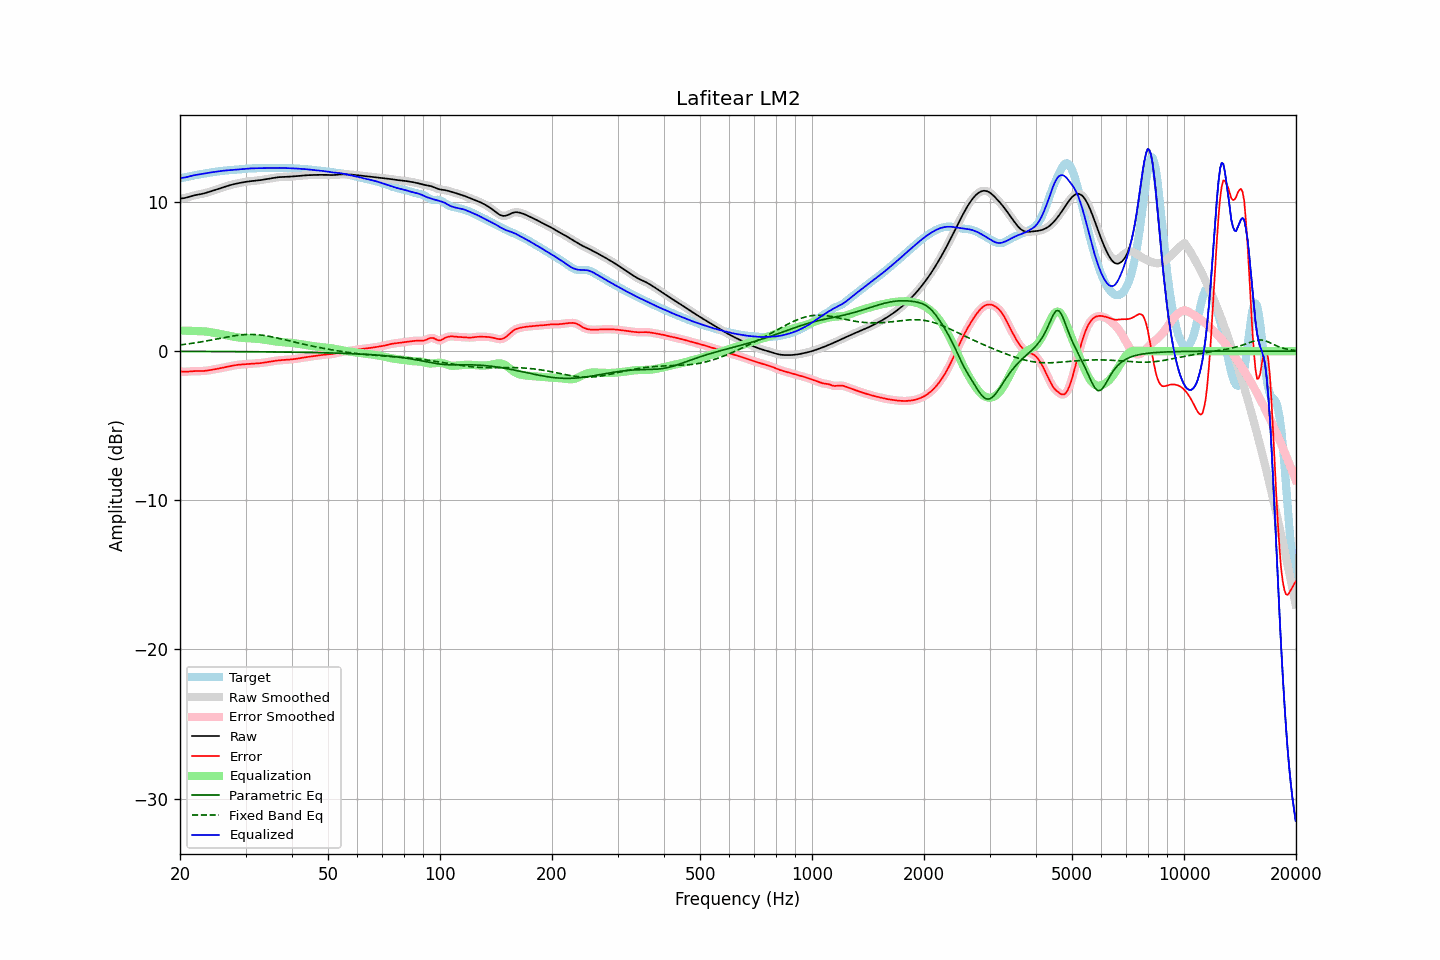 Lafitear LM2
Amplitude (dBr)
10
0
−10
−20
−30
Target
Raw Smoothed
Error Smoothed
Raw
Error
Equalization
Parametric Eq
Fixed Band Eq
Equalized
20 50 100 200 500 1000 2000 5000 10000 20000
Frequency (Hz)